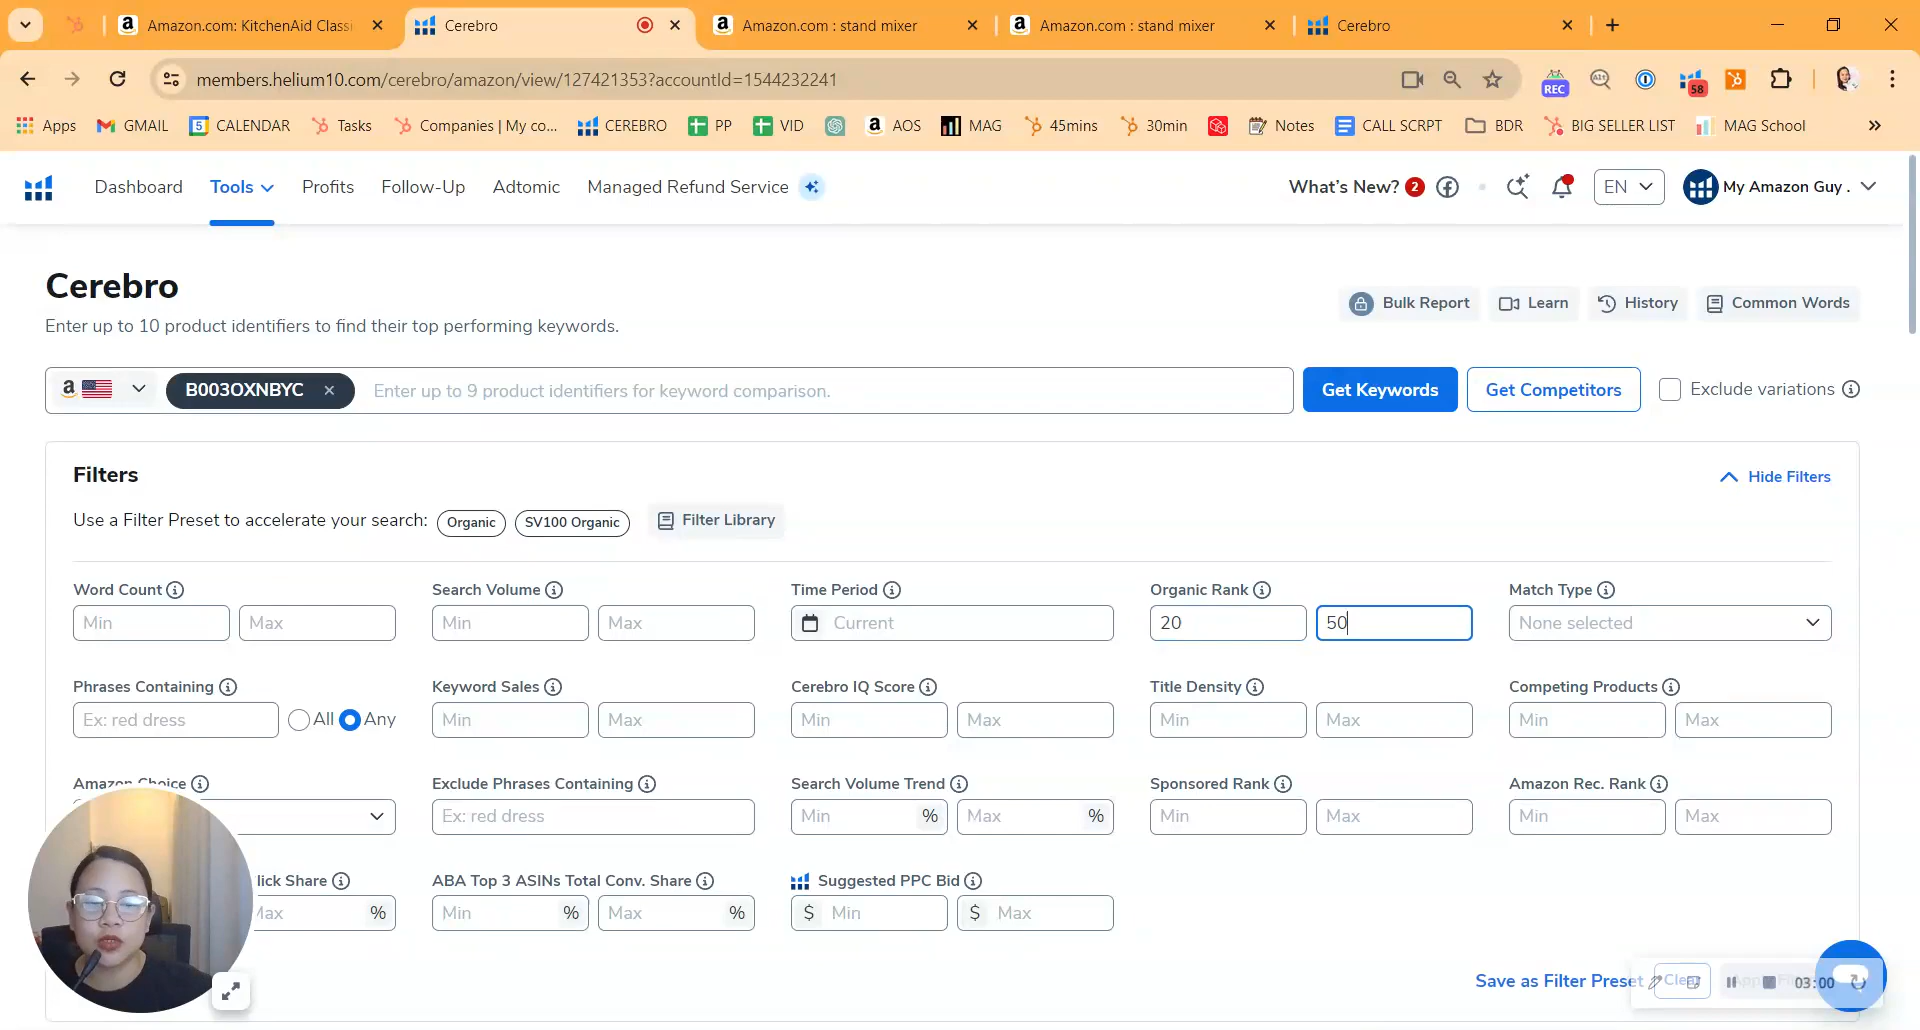 Amazon.com: KitchenAid Classi
Cerebro
Amazon.com : stand mixer
Amazon.com : stand mixer
Cerebro
members.helium10.com/cerebro/amazon/view/127421353?accountId=1544232241
REC
Alt
58
Apps
GMAIL
5
CALENDAR
Tasks
Companies | My co...
CEREBRO
PP
VID
AOS
MAG
45mins
30min
Notes
CALL SCRPT
BDR
BIG SELLER LIST
MAG School
Dashboard
Tools
Profits
Follow-Up
Adtomic
Managed Refund Service
What's New? 2
EN
My Amazon Guy .
Cerebro
Enter up to 10 product identifiers to find their top performing keywords.
Bulk Report
Learn
History
Common Words
B003OXNBYC
Enter up to 9 product identifiers for keyword comparison.
Get Keywords
Get Competitors
Exclude variations
Filters
Hide Filters
Use a Filter Preset to accelerate your search:
Organic
SV100 Organic
Filter Library
Word Count
Search Volume
Time Period
Organic Rank
Match Type
Min
Max
Min
Max
Current
20
50
None selected
Phrases Containing
Keyword Sales
Cerebro IQ Score
Title Density
Competing Products
Ex: red dress
All
Any
Min
Max
Min
Max
Min
Max
Min
Max
Amazon Choice
Exclude Phrases Containing
Search Volume Trend
Sponsored Rank
Amazon Rec. Rank
Ex: red dress
Min %
Max %
Min
Max
Min
Max
lick Share
ABA Top 3 ASINs Total Conv. Share
Suggested PPC Bid
Max %
Min %
Max %
$ Min
$ Max
Save as Filter Preset
Clear
03:00